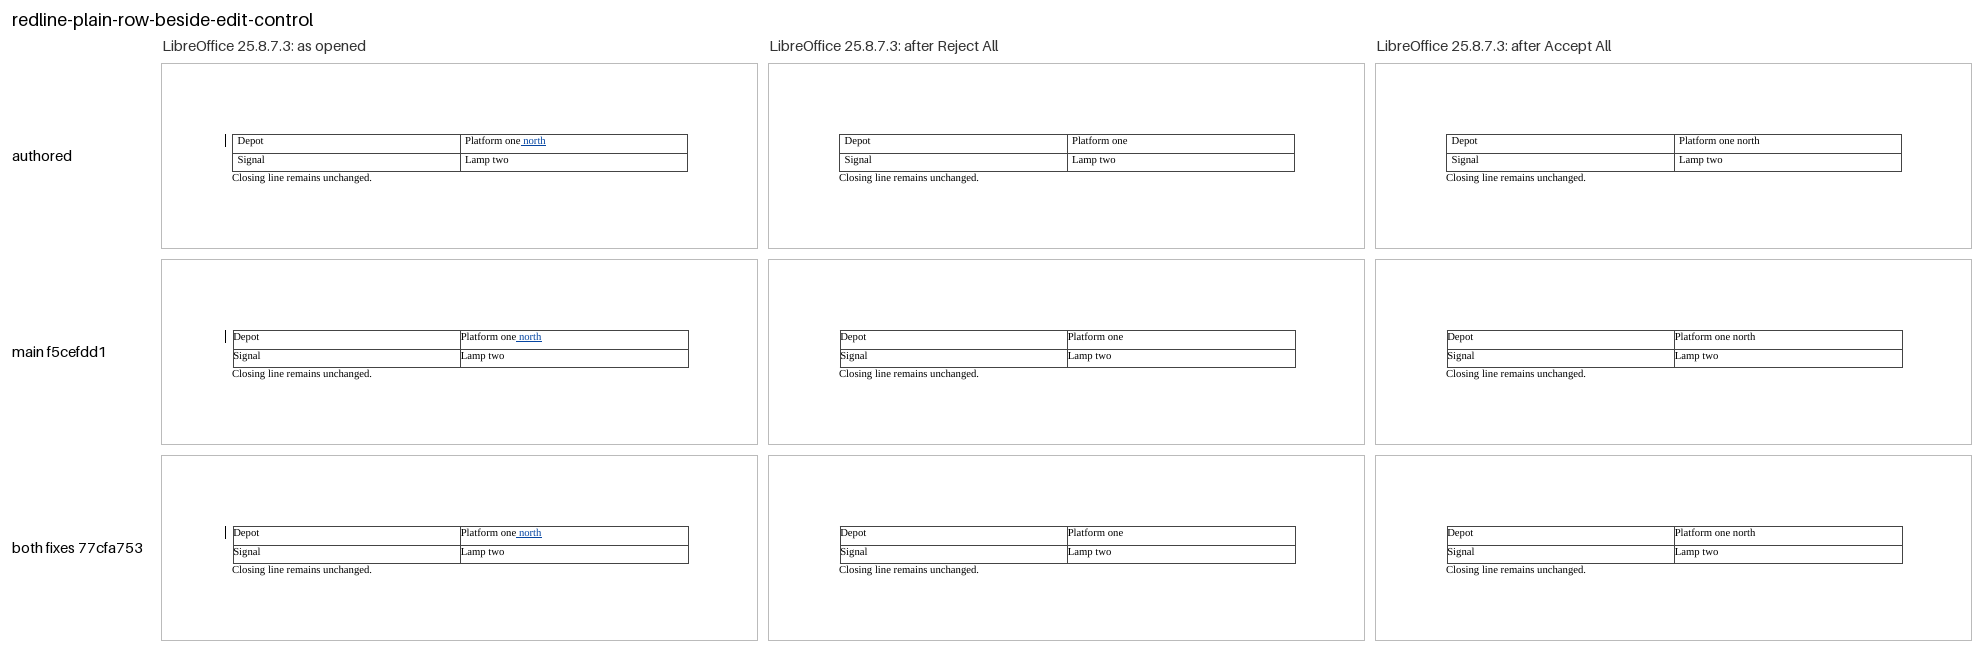 redline-plain-row-beside-edit-control
LibreOffice 25.8.7.3: as opened
LibreOffice 25.8.7.3: after Reject All
LibreOffice 25.8.7.3: after Accept All
authored
Depot Platform one north
Signal Lamp two
Closing line remains unchanged.
Depot Platform one
Signal Lamp two
Closing line remains unchanged.
Depot Platform one north
Signal Lamp two
Closing line remains unchanged.
main f5cefdd1
Depot Platform one north
Signal Lamp two
Closing line remains unchanged.
Depot Platform one
Signal Lamp two
Closing line remains unchanged.
Depot Platform one north
Signal Lamp two
Closing line remains unchanged.
both fixes 77cfa753
Depot Platform one north
Signal Lamp two
Closing line remains unchanged.
Depot Platform one
Signal Lamp two
Closing line remains unchanged.
Depot Platform one north
Signal Lamp two
Closing line remains unchanged.